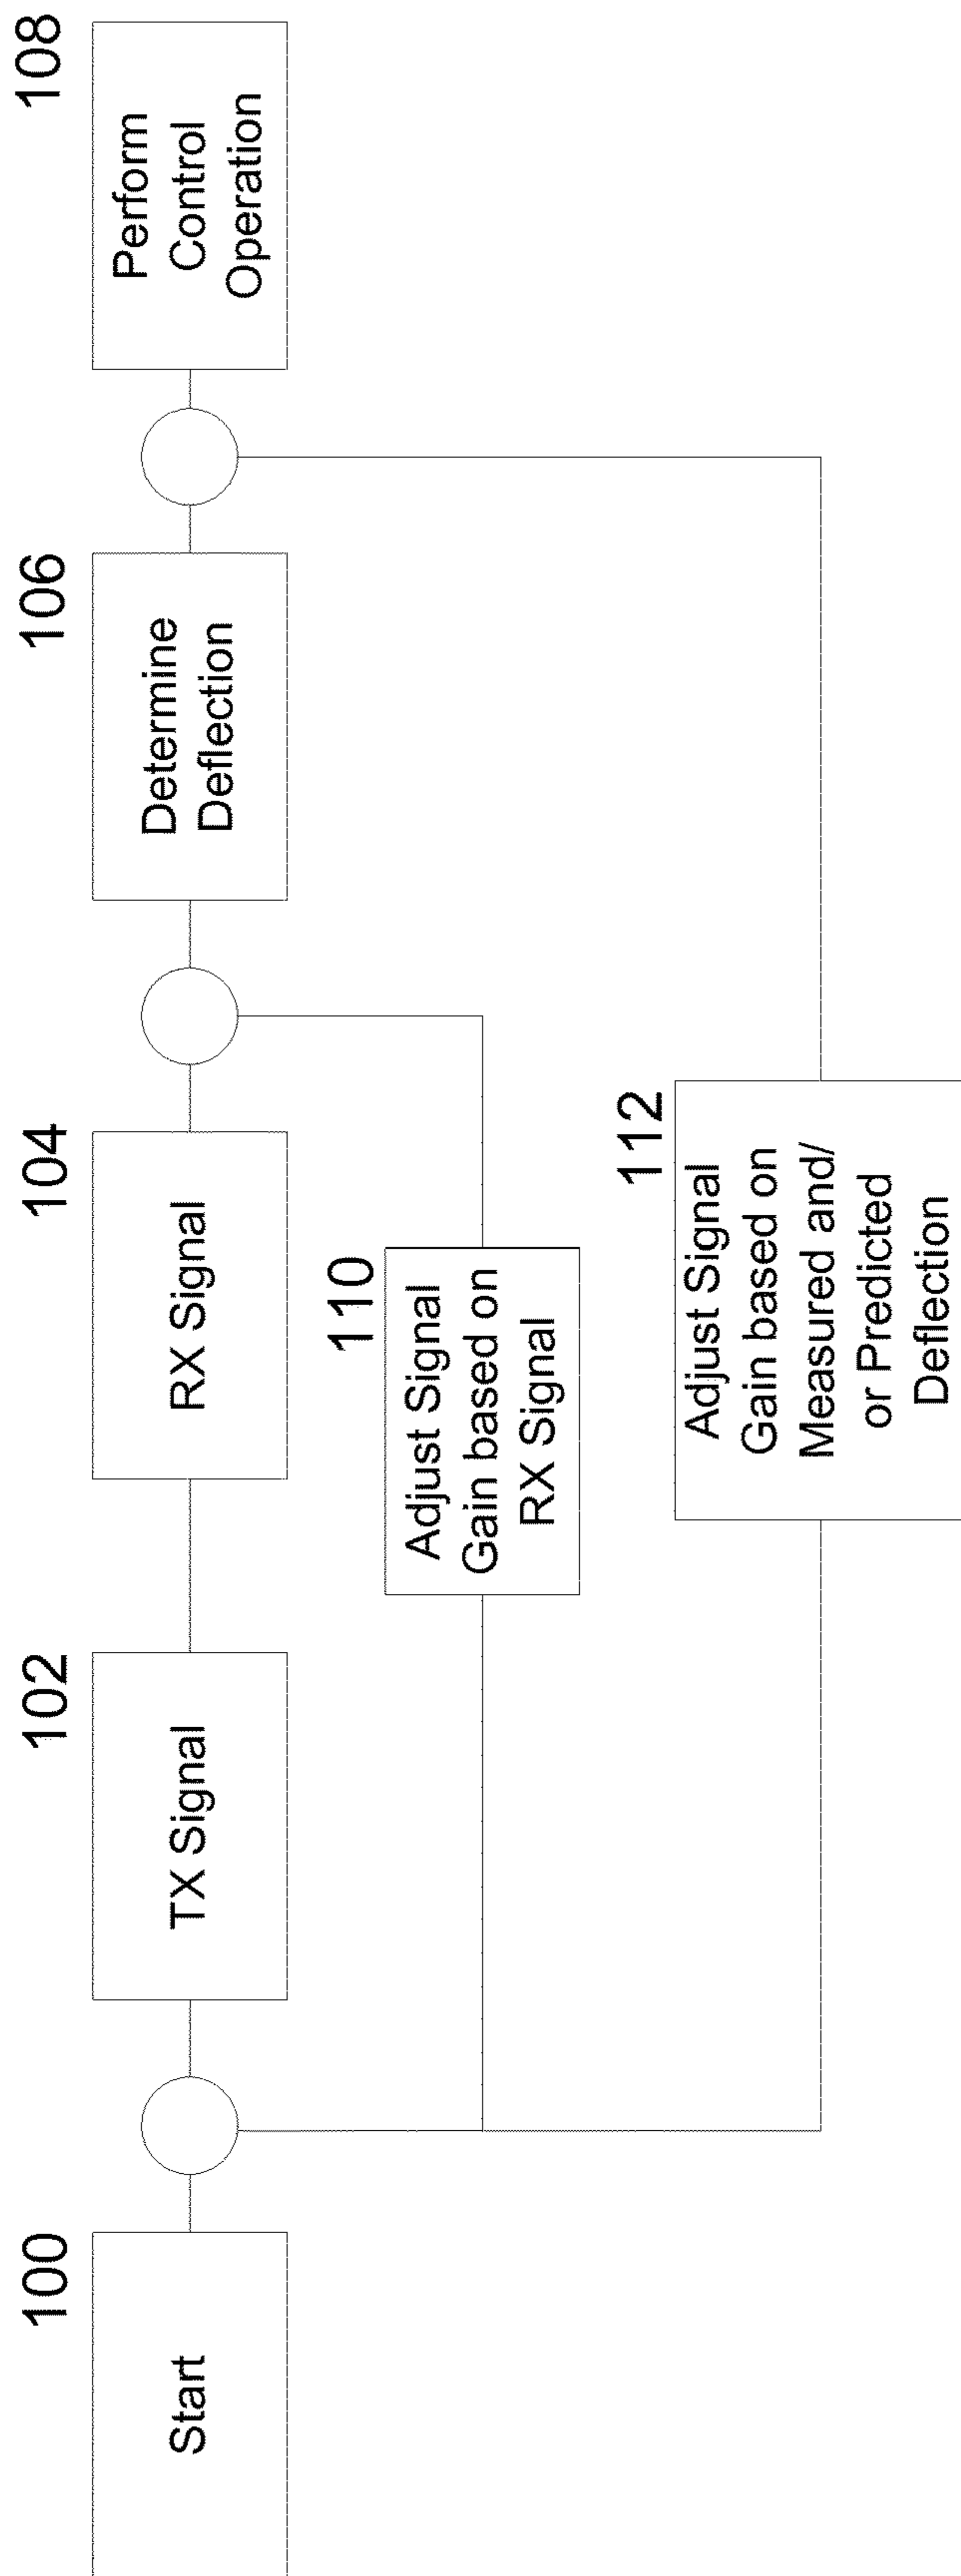 100
Start
102
TX Signal
104
RX Signal
106
Determine
Deflection
108
Perform
Control
Operation
110
Adjust Signal
Gain based on
RX Signal
112
Adjust Signal
Gain based on
Measured and/
or Predicted
Deflection